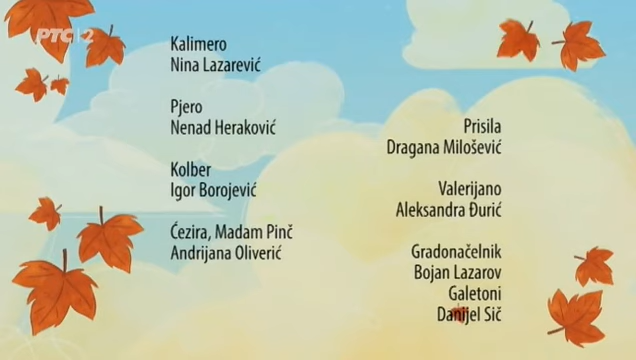 РТС 2
Kalimero
Nina Lazarević
Pjero
Nenad Heraković
Kolber
Igor Borojević
Ćezira, Madam Pinč
Andrijana Oliverić
Prisila
Dragana Milošević
Valerijano
Aleksandra Đurić
Gradonačelnik
Bojan Lazarov
Galetoni
Danijel Sič